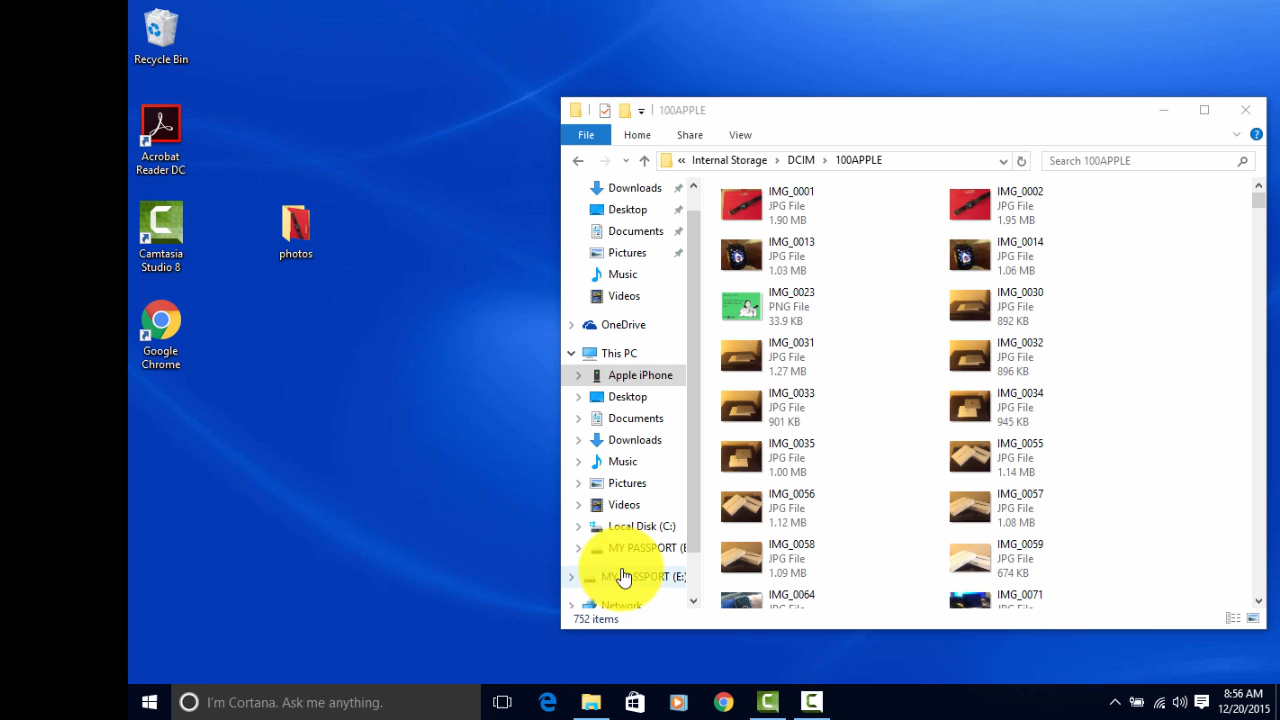 Recycle Bin
Acrobat
Reader DC
Camtasia
Studio 8
photos
Google
Chrome
100APPLE
File
Home
Share
View
« Internal Storage
DCIM
100APPLE
Search 100APPLE
Downloads
Desktop
Documents
Pictures
Music
Videos
OneDrive
This PC
Apple iPhone
Desktop
Documents
Downloads
Music
Pictures
Videos
Local Disk (C:)
MY PASSPORT (E
MY PASSPORT (E:)
Network
IMG_0001
JPG File
1.90 MB
IMG_0002
JPG File
1.95 MB
IMG_0013
JPG File
1.03 MB
IMG_0014
JPG File
1.06 MB
IMG_0023
PNG File
33.9 KB
IMG_0030
JPG File
892 KB
IMG_0031
JPG File
1.27 MB
IMG_0032
JPG File
896 KB
IMG_0033
JPG File
901 KB
IMG_0034
JPG File
945 KB
IMG_0035
JPG File
1.00 MB
IMG_0055
JPG File
1.14 MB
IMG_0056
JPG File
1.12 MB
IMG_0057
JPG File
1.08 MB
IMG_0058
JPG File
1.09 MB
IMG_0059
JPG File
674 KB
IMG_0064
JPG File
IMG_0071
JPG File
752 items
I'm Cortana. Ask me anything.
8:56 AM
12/20/2015